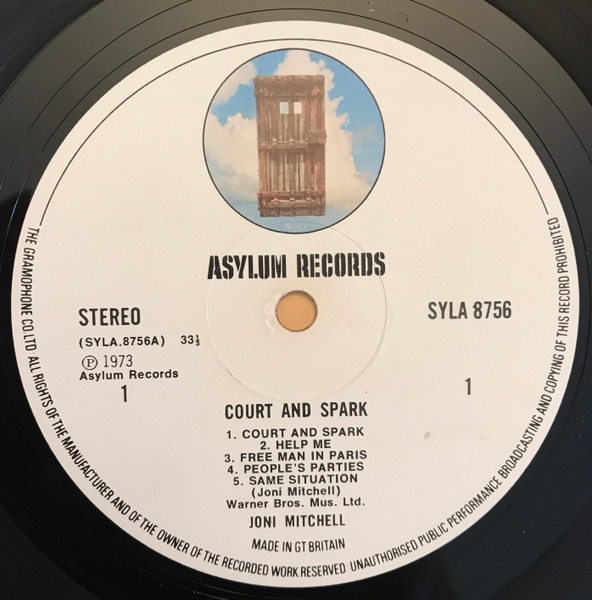 ASYLUM RECORDS
STEREO
SYLA 8756
(SYLA.8756A) 33⅓
Ⓟ 1973
Asylum Records
1
1
COURT AND SPARK
1. COURT AND SPARK
2. HELP ME
3. FREE MAN IN PARIS
4. PEOPLE'S PARTIES
5. SAME SITUATION
(Joni Mitchell)
Warner Bros. Mus. Ltd.
JONI MITCHELL
MADE IN GT BRITAIN
THE GRAMOPHONE CO. LTD. ALL RIGHTS OF THE MANUFACTURER AND OF THE OWNER OF THE RECORDED WORK RESERVED UNAUTHORISED PUBLIC PERFORMANCE BROADCASTING AND COPYING OF THIS RECORD PROHIBITED